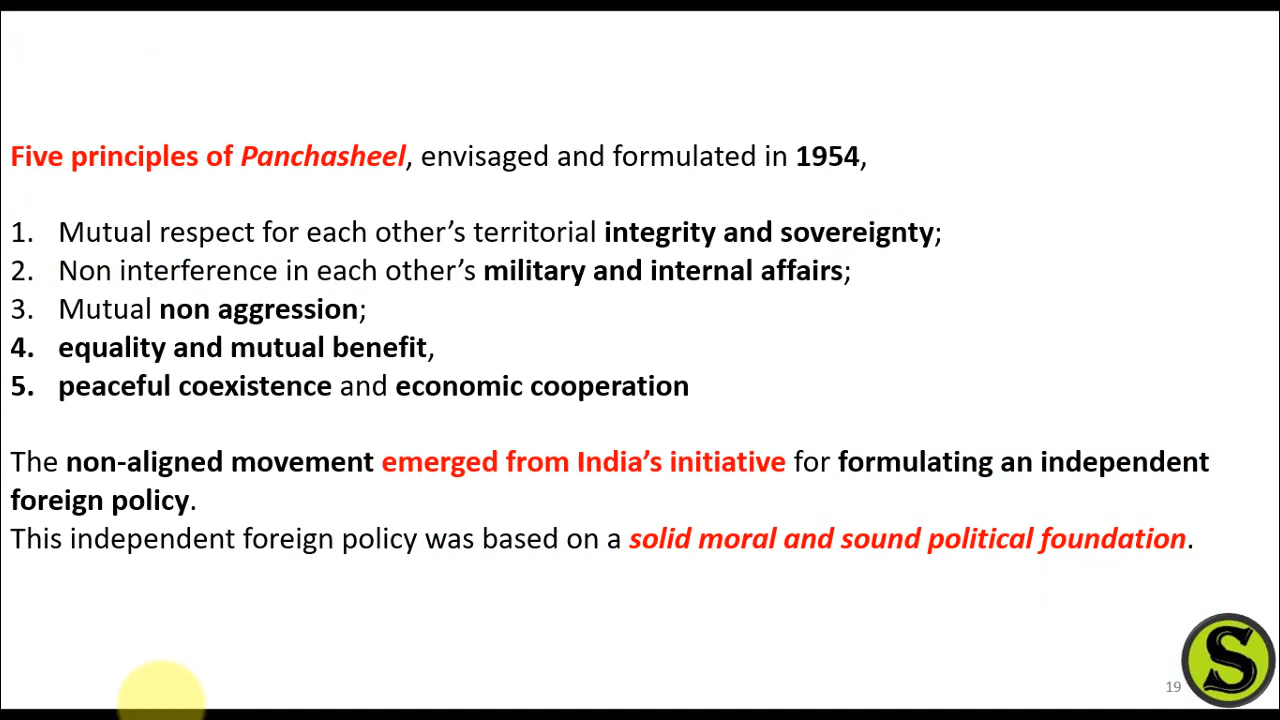 Five principles of Panchasheel, envisaged and formulated in 1954,
1. Mutual respect for each other’s territorial integrity and sovereignty;
2. Non interference in each other’s military and internal affairs;
3. Mutual non aggression;
4. equality and mutual benefit,
5. peaceful coexistence and economic cooperation
The non-aligned movement emerged from India’s initiative for formulating an independent
foreign policy.
This independent foreign policy was based on a solid moral and sound political foundation.
S
19